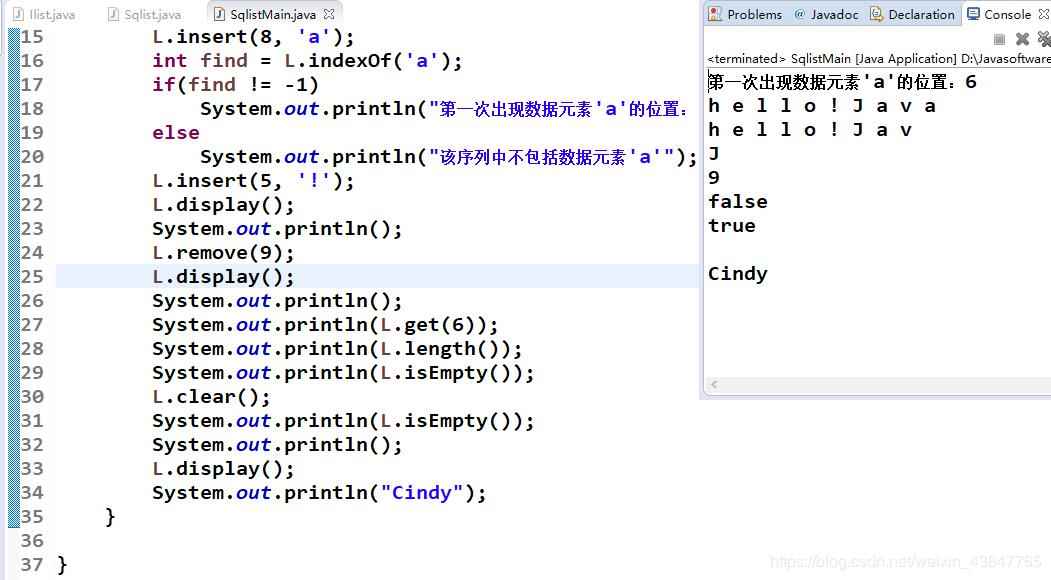 Ilist.java Sqlist.java SqlistMain.java
15 L.insert(8, 'a');
16 int find = L.indexOf('a');
17 if(find != -1)
18 System.out.println("第一次出现数据元素'a'的位置：
19 else
20 System.out.println("该序列中不包括数据元素'a'");
21 L.insert(5, '!');
22 L.display();
23 System.out.println();
24 L.remove(9);
25 L.display();
26 System.out.println();
27 System.out.println(L.get(6));
28 System.out.println(L.length());
29 System.out.println(L.isEmpty());
30 L.clear();
31 System.out.println(L.isEmpty());
32 System.out.println();
33 L.display();
34 System.out.println("Cindy");
35 }
36
37 }
Problems @ Javadoc Declaration Console
<terminated> SqlistMain [Java Application] D:\Javasoftware
第一次出现数据元素'a'的位置：6
h e l l o ! J a v a
h e l l o ! J a v
J
9
false
true
Cindy
https://blog.csdn.net/weixin_43847765